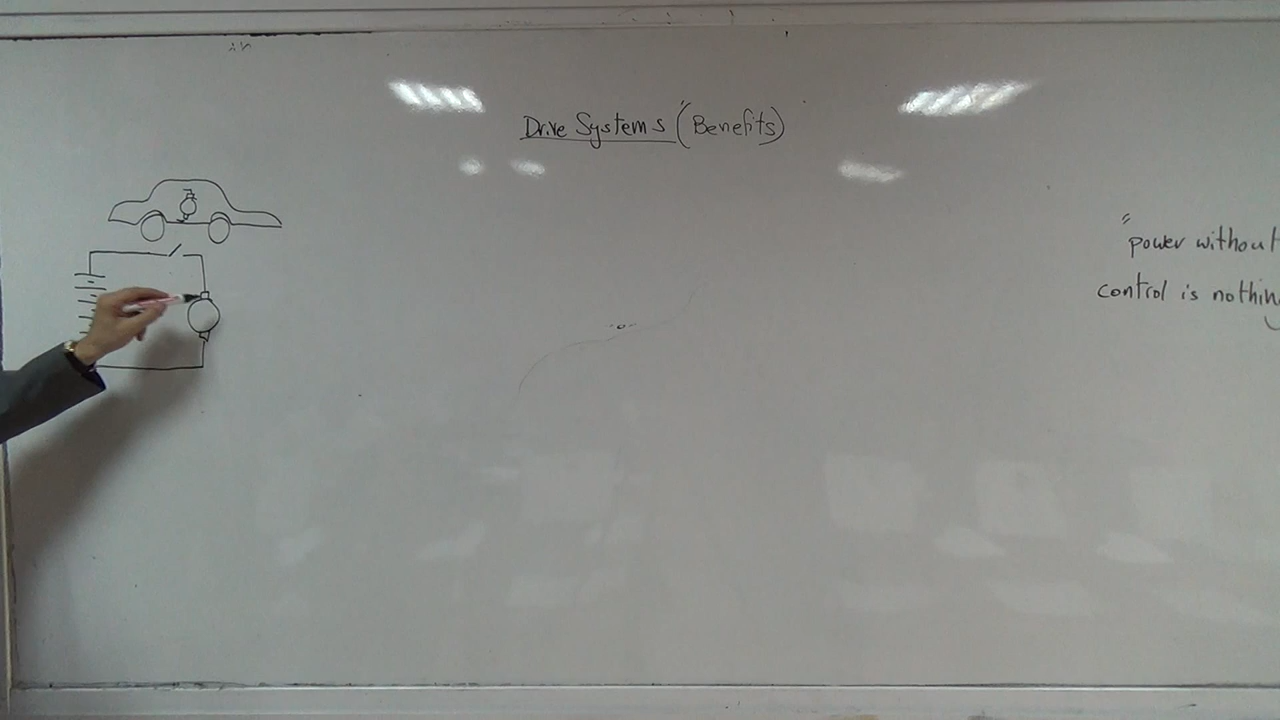 Drive Systems "(Benefits)
"power without
control is nothin